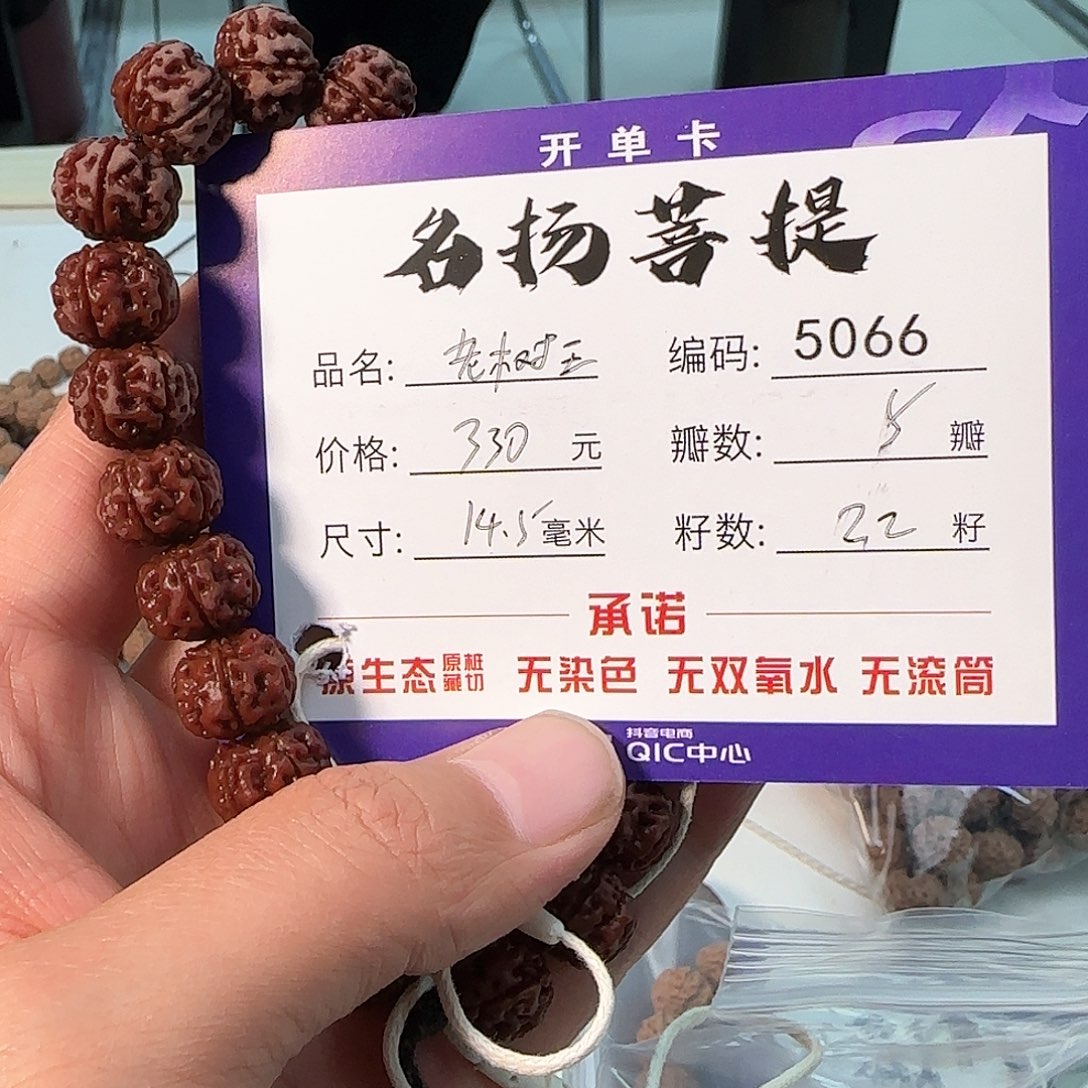 开单卡
名扬菩提
品名: 老树王 编码: 5066
价格: 330 元 瓣数: 5 瓣
尺寸: 14.5 毫米 籽数: 22 籽
承诺
原生态 原桩藏切 无染色 无双氧水 无滚筒
抖音电商
QIC中心